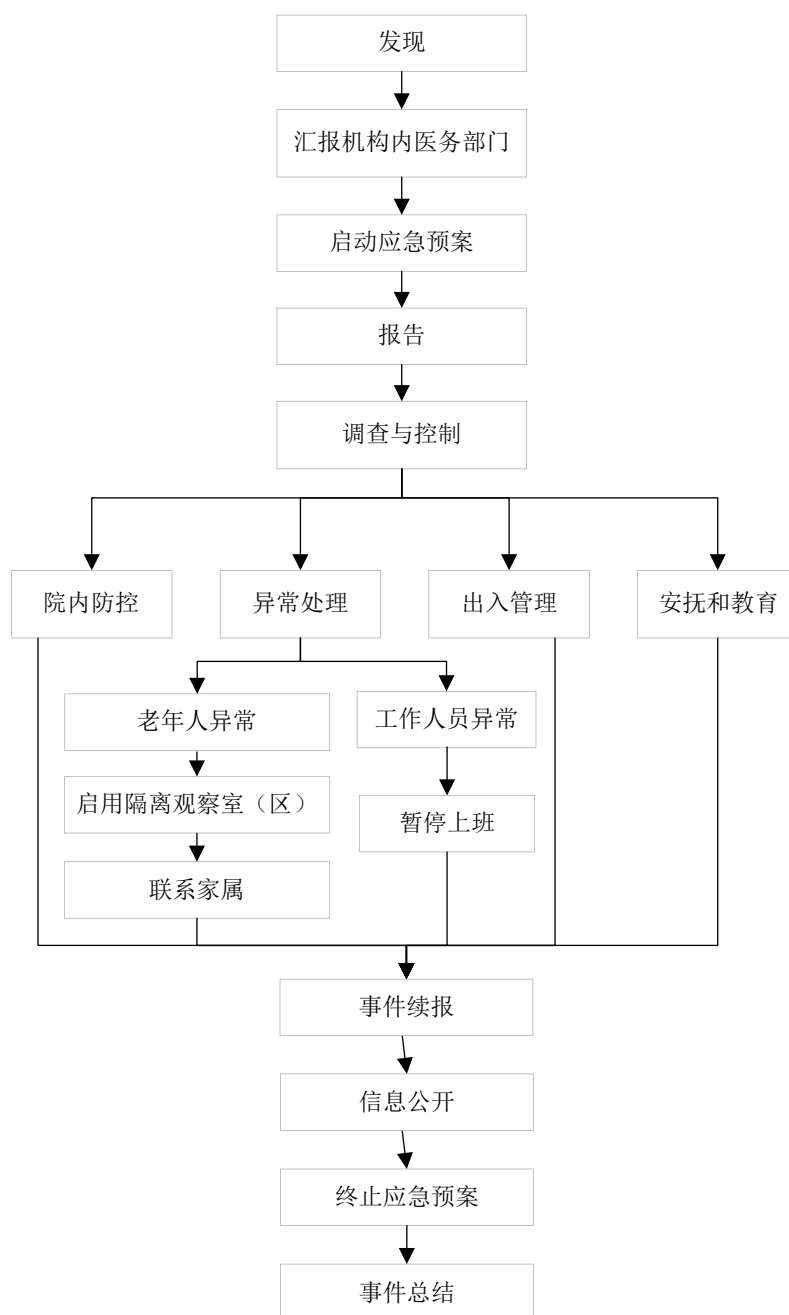 发现
汇报机构内医务部门
启动应急预案
报告
调查与控制
院内防控
异常处理
出入管理
安抚和教育
老年人异常
工作人员异常
启用隔离观察室（区）
暂停上班
联系家属
事件续报
信息公开
终止应急预案
事件总结